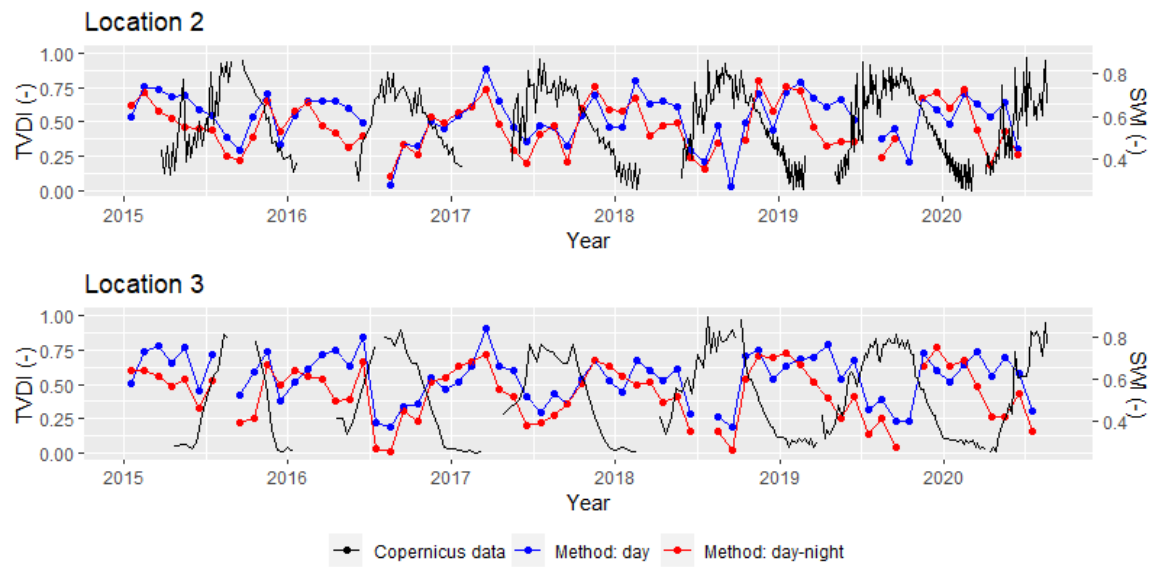 Location 2
1.00
0.75
0.50
0.25
0.00
TVDI (-)
0.8
0.6
0.4
SWI (-)
2015 2016 2017 2018 2019 2020
Year
Location 3
1.00
0.75
0.50
0.25
0.00
TVDI (-)
0.8
0.6
0.4
SWI (-)
2015 2016 2017 2018 2019 2020
Year
Copernicus data Method: day Method: day-night